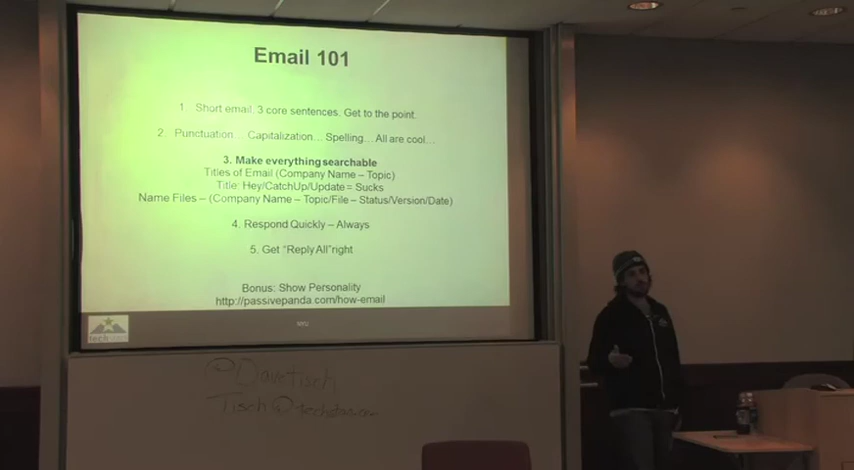 Email 101
1. Short email. 3 core sentences. Get to the point.
2. Punctuation... Capitalization... Spelling... All are cool...
3. Make everything searchable
Titles of Email (Company Name – Topic)
Title: Hey/CatchUp/Update = Sucks
Name Files – (Company Name – Topic/File – Status/Version/Date)
4. Respond Quickly – Always
5. Get "Reply All" right
Bonus: Show Personality
http://passivepanda.com/how-email
tech
@DaveTisch